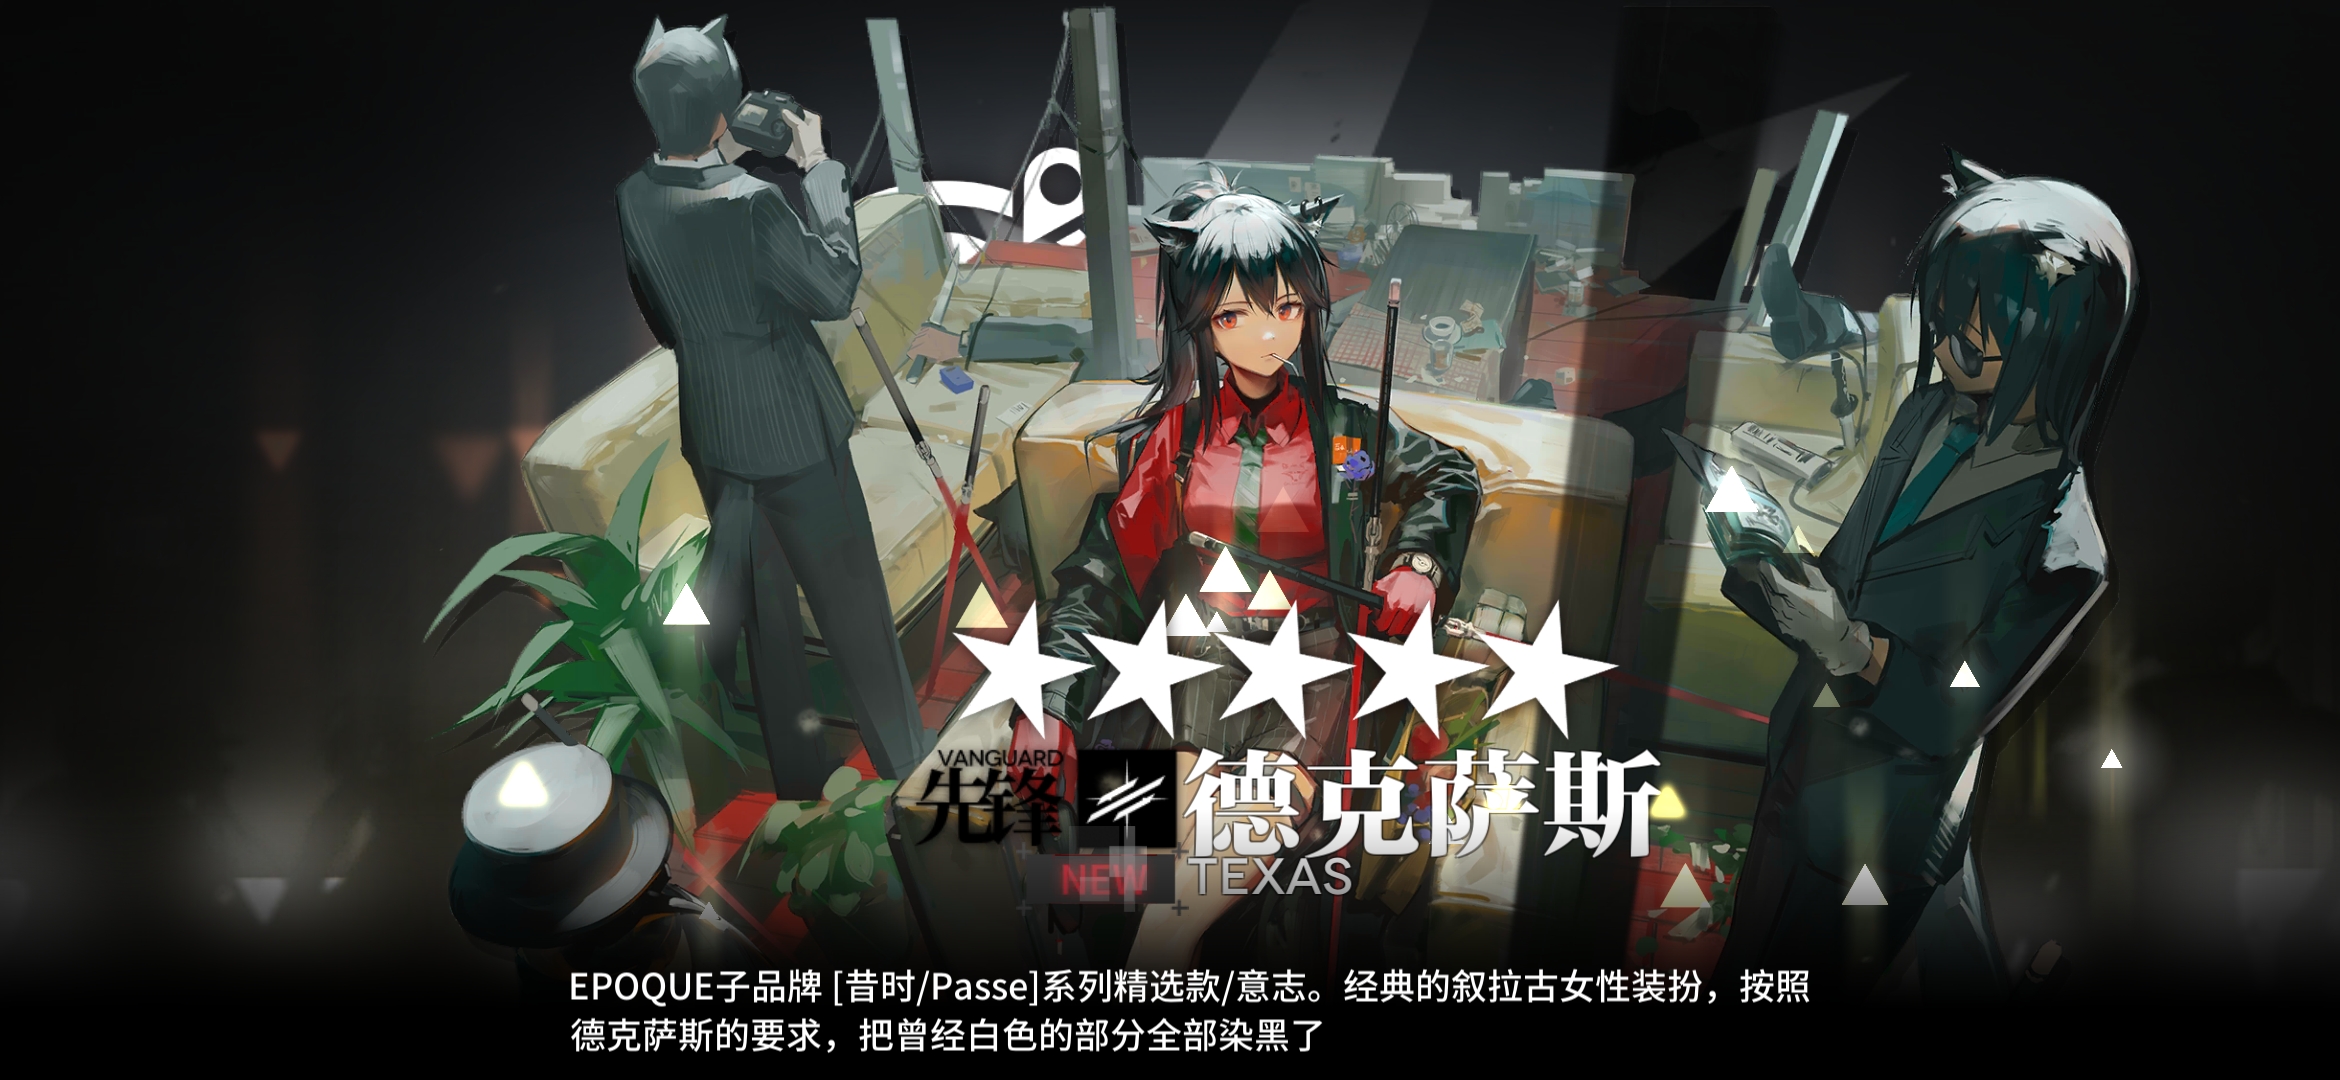 VANGUARD
先锋
德克萨斯
NEW
TEXAS
EPOQUE子品牌 [昔时/Passe]系列精选款/意志。经典的叙拉古女性装扮，按照
德克萨斯的要求，把曾经白色的部分全部染黑了